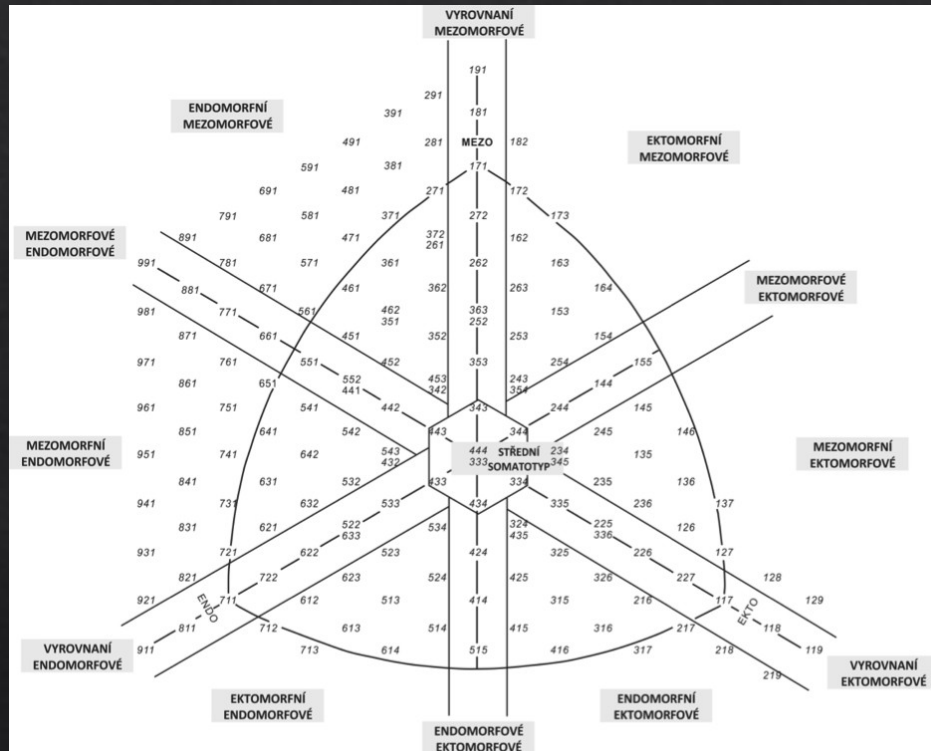 VYROVNANÍ
MEZOMORFOVÉ
191
291
391 181
ENDOMORFNÍ
MEZOMORFOVÉ
491 281 MEZO 182
EKTOMORFNÍ
MEZOMORFOVÉ
591 381 171
691 481 271 172
791 581 371 272 173
MEZOMORFOVÉ
ENDOMORFOVÉ
891 681 471 372 162
261
991 781 571 361 262 163
881 671 461 362 263 164
MEZOMORFOVÉ
EKTOMORFOVÉ
981 771 561 462 363 153
351 252
871 661 451 352 253 154
971 761 551 452 353 254 155
861 651 552 453 243 144
441 342 354
961 751 541 442 343 244 145
851 641 542 443 344 245 146
MEZOMORFNÍ
ENDOMORFOVÉ
951 741 642 543 444 234 135
432 333 345
STŘEDNÍ
SOMATOTYP
MEZOMORFNÍ
EKTOMORFOVÉ
841 631 532 433 334 235 136
941 731 632 533 434 335 236 137
831 621 522 534 324 225 126
633 435 336
931 721 622 523 424 325 226 127
821 722 623 524 425 326 227 128
921 711 612 513 414 315 216 117 129
ENDO
EKTO
811 712 613 514 415 316 217 118
911 713 614 515 416 317 218 119
VYROVNANÍ
ENDOMORFOVÉ
VYROVNANÍ
EKTOMORFOVÉ
219
EKTOMORFNÍ
ENDOMORFOVÉ
ENDOMORFNÍ
EKTOMORFOVÉ
ENDOMORFOVÉ
EKTOMORFOVÉ